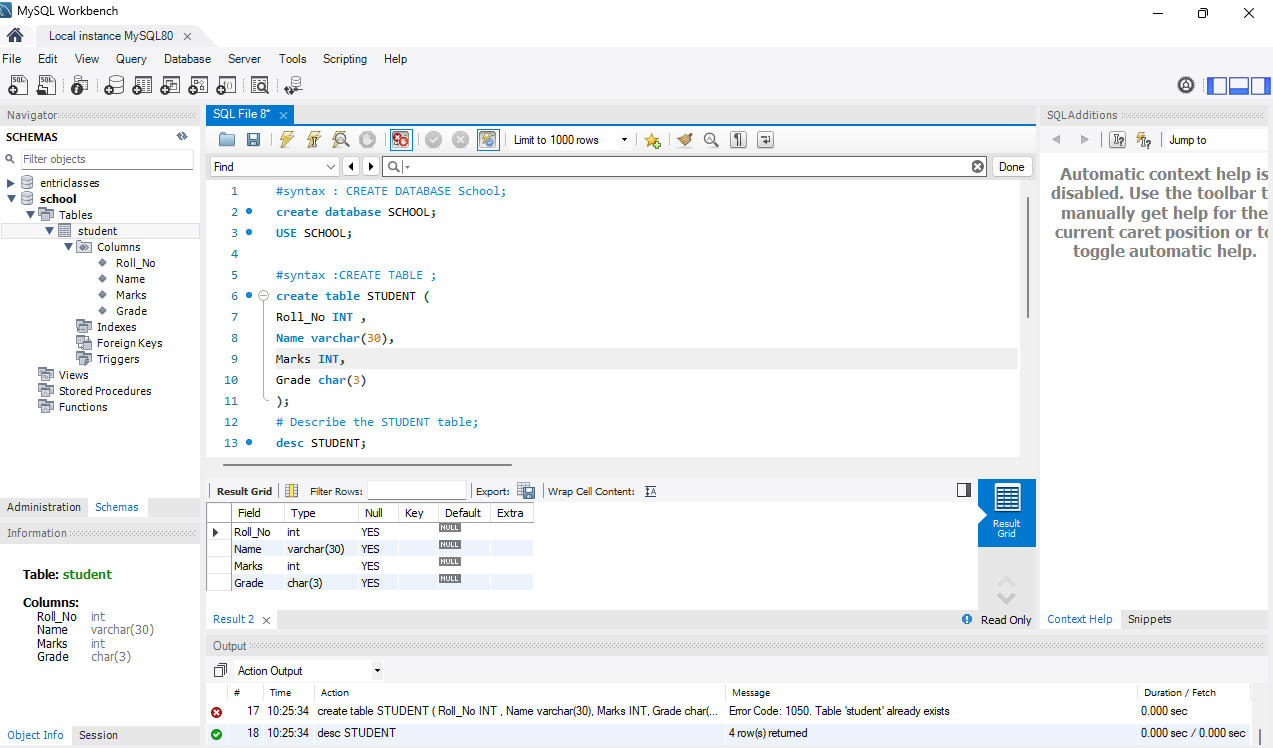 MySQL Workbench
Local instance MySQL80
File Edit View Query Database Server Tools Scripting Help
Navigator
SCHEMAS
Filter objects
entriclasses
school
Tables
student
Columns
Roll_No
Name
Marks
Grade
Indexes
Foreign Keys
Triggers
Views
Stored Procedures
Functions
Administration Schemas
Information
Table: student
Columns:
Roll_No int
Name varchar(30)
Marks int
Grade char(3)
Object Info Session
SQL File 8*
Limit to 1000 rows
Find
Done
1 #syntax : CREATE DATABASE School;
2 create database SCHOOL;
3 USE SCHOOL;
4
5 #syntax :CREATE TABLE ;
6 create table STUDENT (
7 Roll_No INT ,
8 Name varchar(30),
9 Marks INT,
10 Grade char(3)
11 );
12 # Describe the STUDENT table;
13 desc STUDENT;
Result Grid Filter Rows: Export: Wrap Cell Content:
Field Type Null Key Default Extra
Roll_No int YES NULL
Name varchar(30) YES NULL
Marks int YES NULL
Grade char(3) YES NULL
Result Grid
Result 2
Read Only
Output
Action Output
# Time Action Message Duration / Fetch
17 10:25:34 create table STUDENT ( Roll_No INT , Name varchar(30), Marks INT, Grade char(... Error Code: 1050. Table 'student' already exists 0.000 sec
18 10:25:34 desc STUDENT 4 row(s) returned 0.000 sec / 0.000 sec
SQLAdditions
Jump to
Automatic context help is
disabled. Use the toolbar t
manually get help for the
current caret position or to
toggle automatic help.
Context Help Snippets